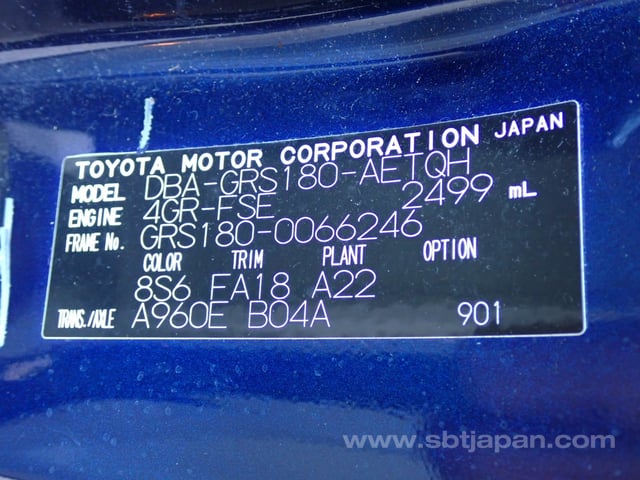 TOYOTA MOTOR CORPORATION JAPAN
MODEL DBA-GRS180-AETQH
ENGINE 4GR-FSE 2499 mL
FRAME No. GRS180-0066246
COLOR TRIM PLANT OPTION
8S6 FA18 A22
TRANS./AXLE A960E B04A 901
www.sbtjapan.com